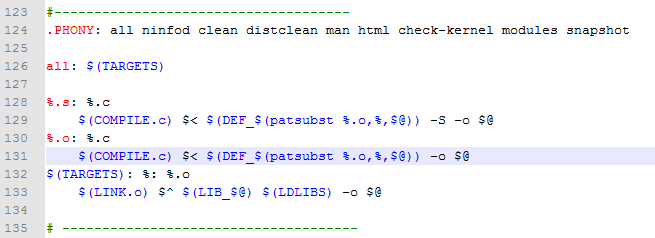 123 #-------------------------------------
124 .PHONY: all ninfod clean distclean man html check-kernel modules snapshot
125
126 all: $(TARGETS)
127
128 %.s: %.c
129 $(COMPILE.c) $< $(DEF_$(patsubst %.o,%,$@)) -S -o $@
130 %.o: %.c
131 $(COMPILE.c) $< $(DEF_$(patsubst %.o,%,$@)) -o $@
132 $(TARGETS): %: %.o
133 $(LINK.o) $^ $(LIB_$@) $(LDLIBS) -o $@
134
135 # -------------------------------------